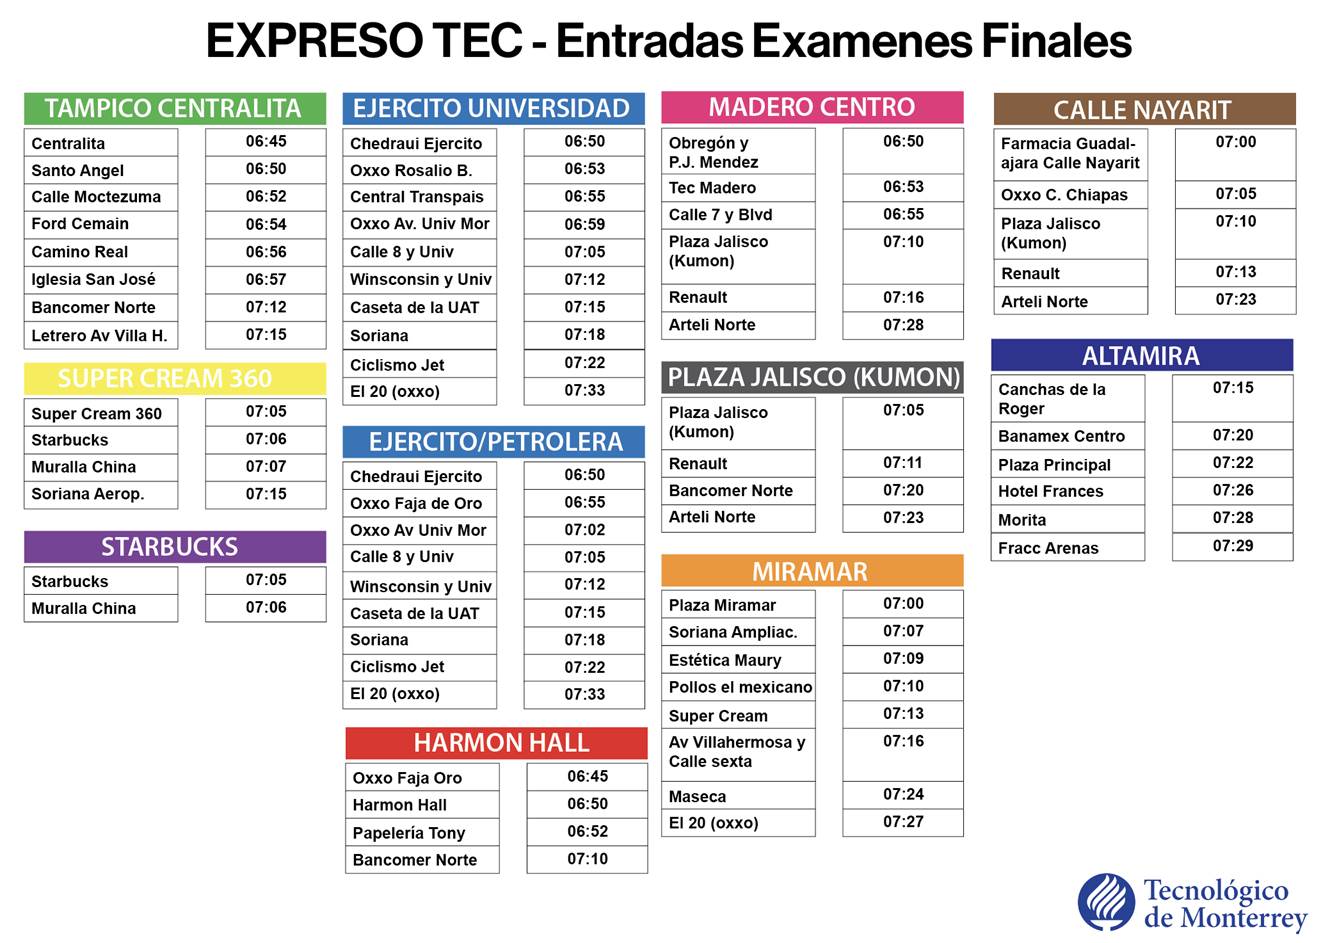 EXPRESO TEC - Entradas Examenes Finales
TAMPICO CENTRALITA
Centralita 06:45
Santo Angel 06:50
Calle Moctezuma 06:52
Ford Cemain 06:54
Camino Real 06:56
Iglesia San José 06:57
Bancomer Norte 07:12
Letrero Av Villa H. 07:15
SUPER CREAM 360
Super Cream 360 07:05
Starbucks 07:06
Muralla China 07:07
Soriana Aerop. 07:15
STARBUCKS
Starbucks 07:05
Muralla China 07:06
EJERCITO UNIVERSIDAD
Chedraui Ejercito 06:50
Oxxo Rosalio B. 06:53
Central Transpais 06:55
Oxxo Av. Univ Mor 06:59
Calle 8 y Univ 07:05
Winsconsin y Univ 07:12
Caseta de la UAT 07:15
Soriana 07:18
Ciclismo Jet 07:22
El 20 (oxxo) 07:33
EJERCITO/PETROLERA
Chedraui Ejercito 06:50
Oxxo Faja de Oro 06:55
Oxxo Av Univ Mor 07:02
Calle 8 y Univ 07:05
Winsconsin y Univ 07:12
Caseta de la UAT 07:15
Soriana 07:18
Ciclismo Jet 07:22
El 20 (oxxo) 07:33
HARMON HALL
Oxxo Faja Oro 06:45
Harmon Hall 06:50
Papelería Tony 06:52
Bancomer Norte 07:10
MADERO CENTRO
Obregón y 06:50
P.J. Mendez
Tec Madero 06:53
Calle 7 y Blvd 06:55
Plaza Jalisco 07:10
(Kumon)
Renault 07:16
Arteli Norte 07:28
PLAZA JALISCO (KUMON)
Plaza Jalisco 07:05
(Kumon)
Renault 07:11
Bancomer Norte 07:20
Arteli Norte 07:23
MIRAMAR
Plaza Miramar 07:00
Soriana Ampliac. 07:07
Estética Maury 07:09
Pollos el mexicano 07:10
Super Cream 07:13
Av Villahermosa y 07:16
Calle sexta
Maseca 07:24
El 20 (oxxo) 07:27
CALLE NAYARIT
Farmacia Guadal- 07:00
ajara Calle Nayarit
Oxxo C. Chiapas 07:05
Plaza Jalisco 07:10
(Kumon)
Renault 07:13
Arteli Norte 07:23
ALTAMIRA
Canchas de la 07:15
Roger
Banamex Centro 07:20
Plaza Principal 07:22
Hotel Frances 07:26
Morita 07:28
Fracc Arenas 07:29
Tecnológico
de Monterrey